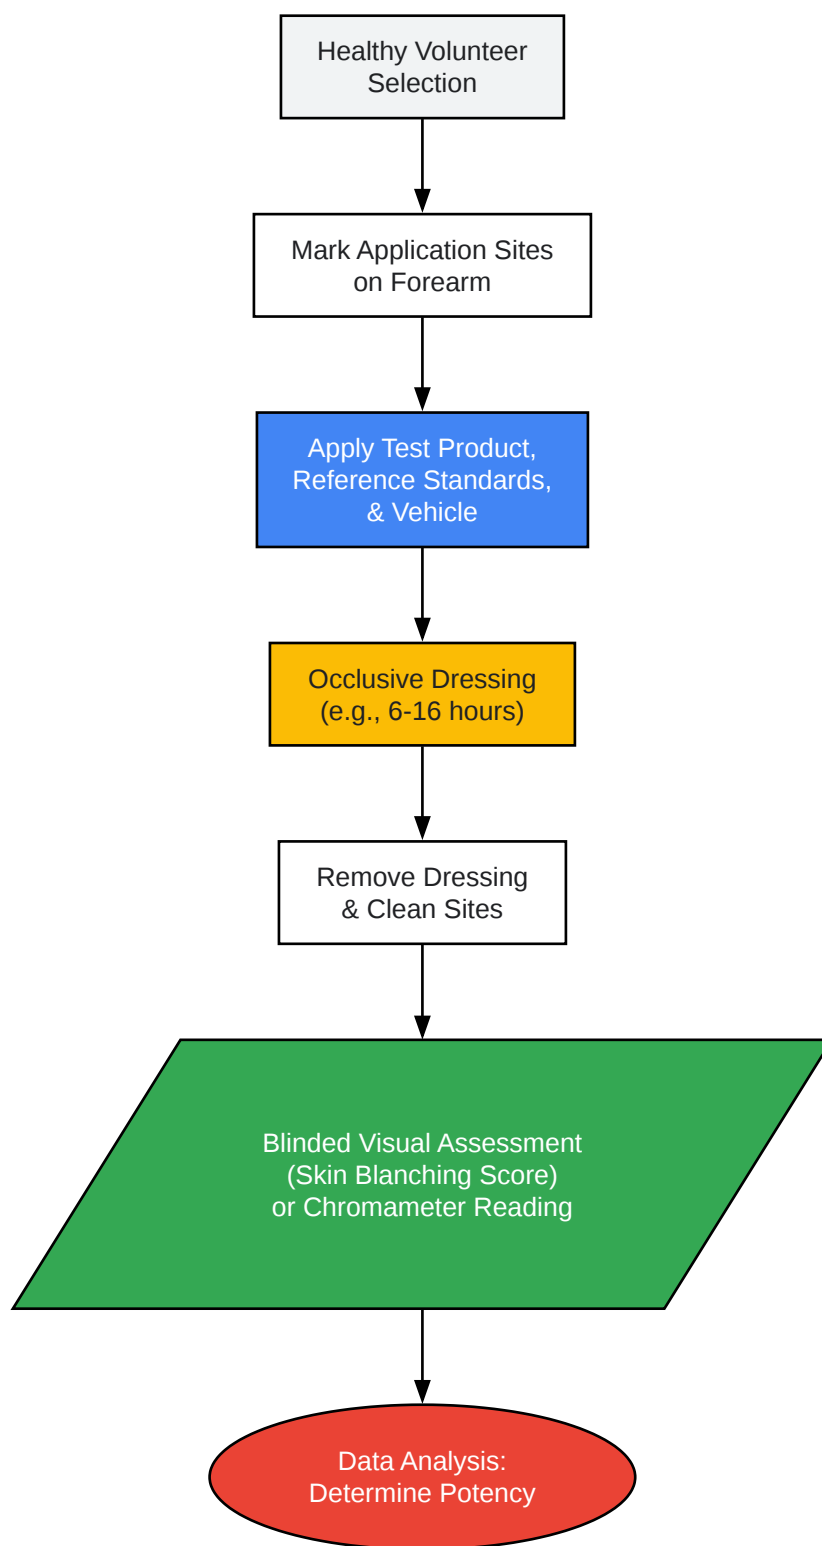 Healthy Volunteer
Selection
Mark Application Sites
on Forearm
Apply Test Product,
Reference Standards,
& Vehicle
Occlusive Dressing
(e.g., 6-16 hours)
Remove Dressing
& Clean Sites
Blinded Visual Assessment
(Skin Blanching Score)
or Chromameter Reading
Data Analysis:
Determine Potency